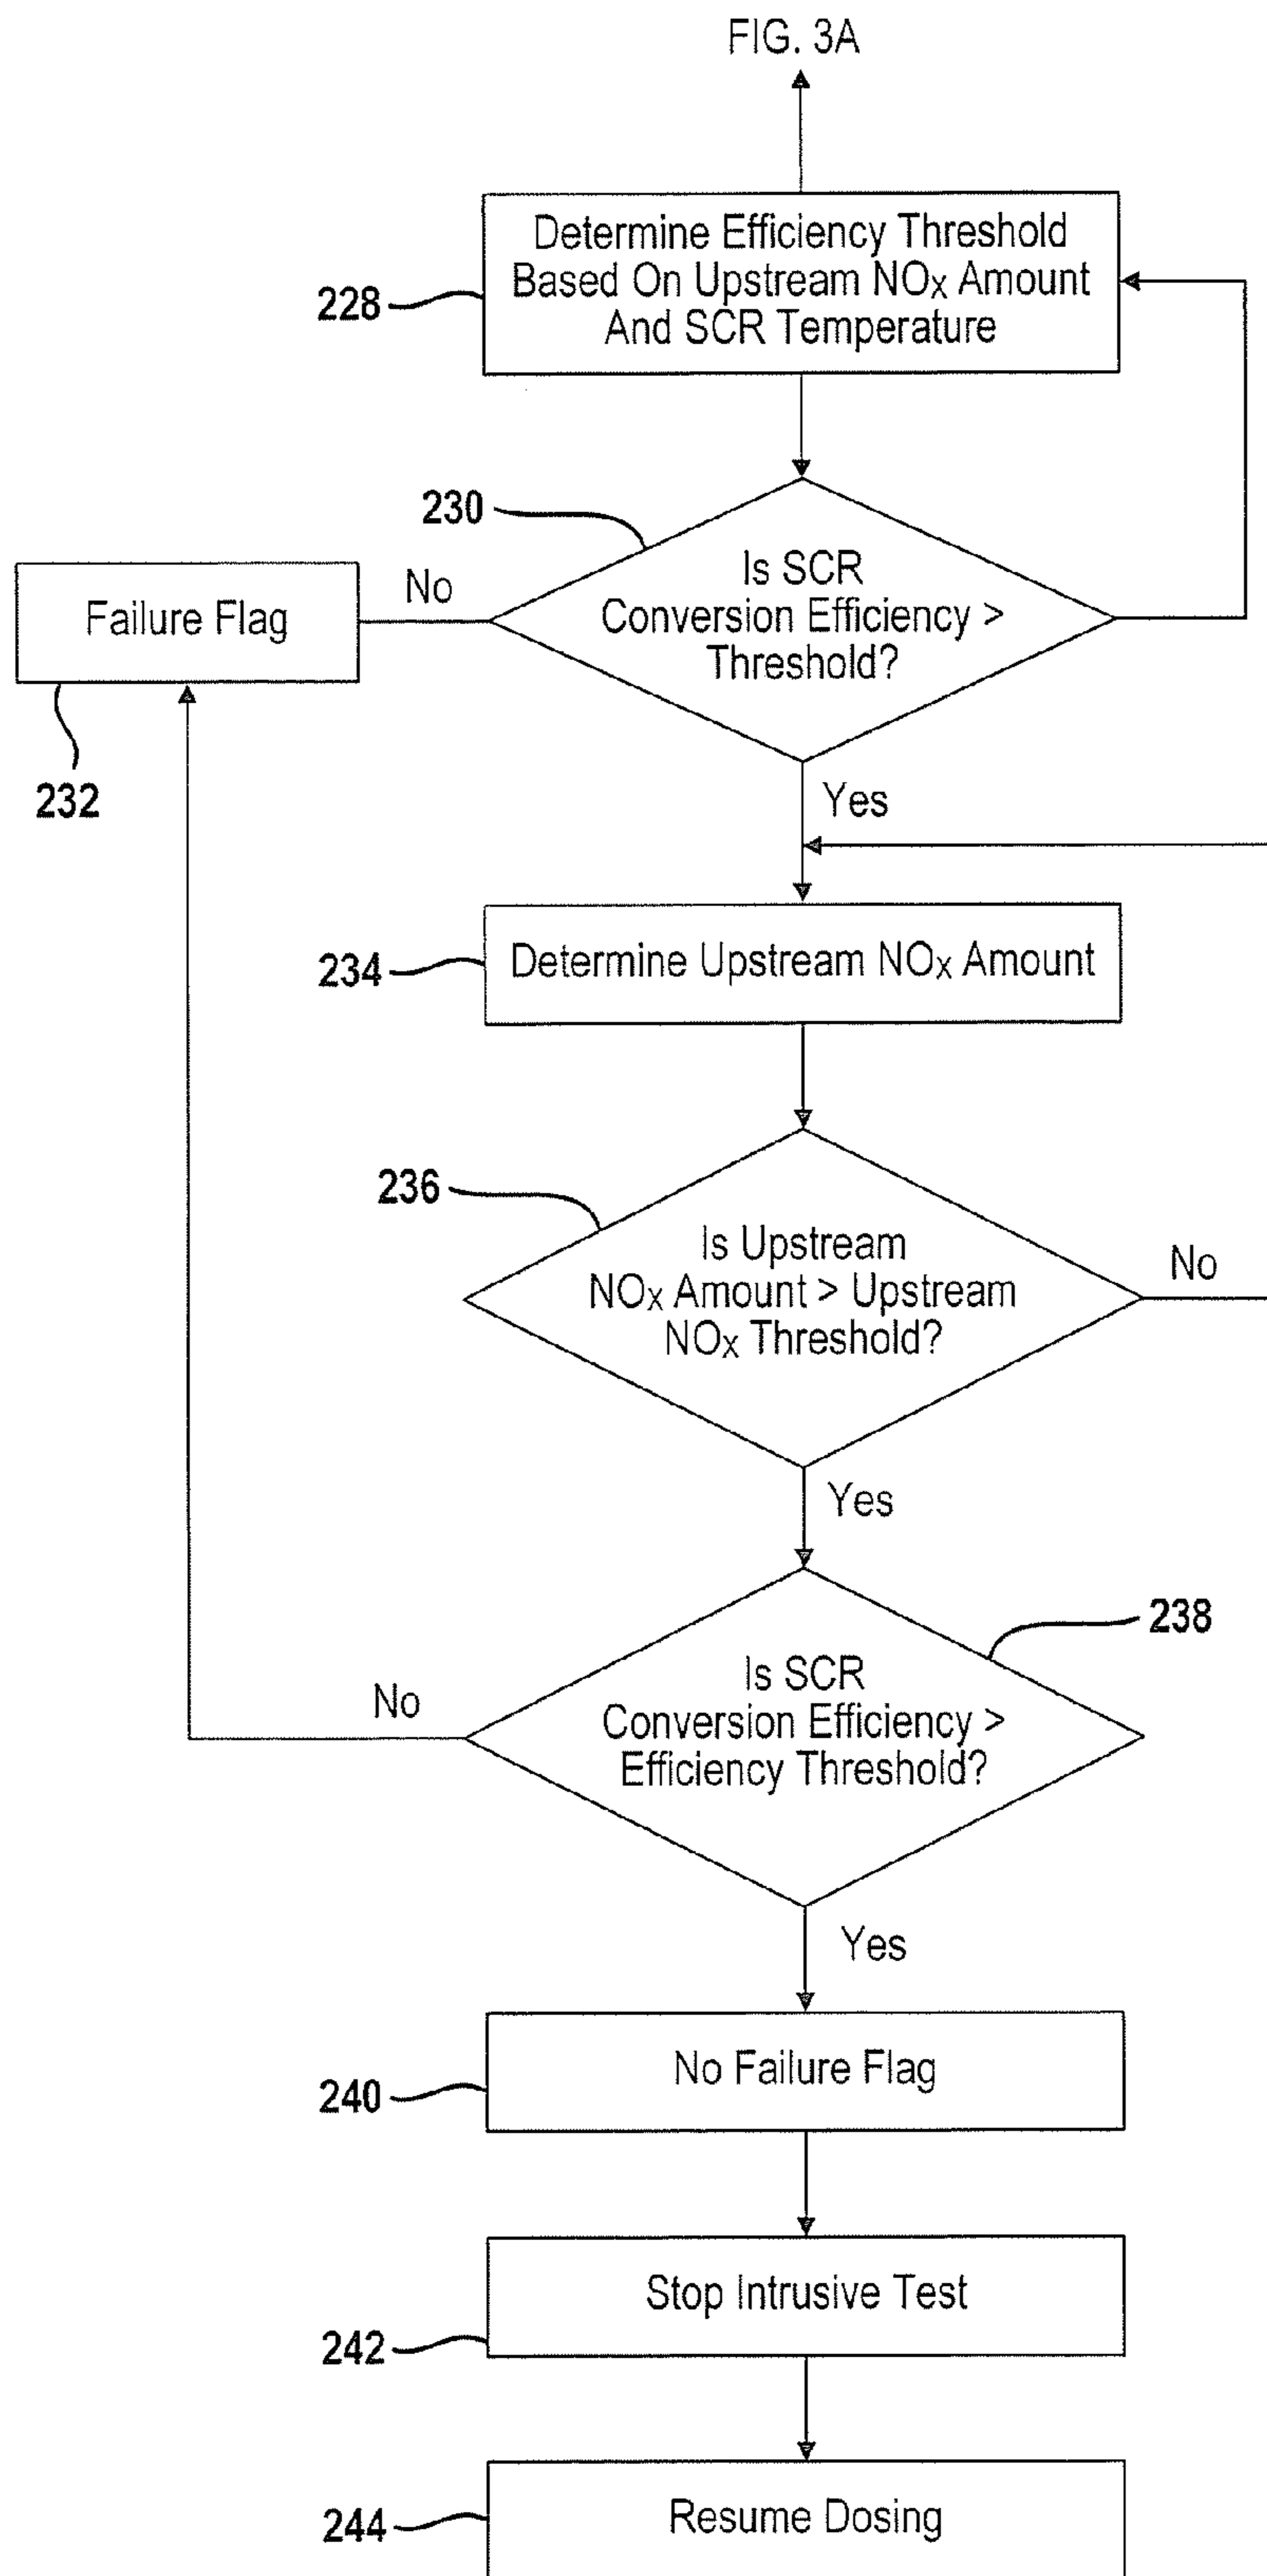 FIG. 3A
Determine Efficiency Threshold
Based On Upstream NOX Amount
And SCR Temperature
228
230
Is SCR
Conversion Efficiency >
Threshold?
No
Failure Flag
232
Yes
234
Determine Upstream NOX Amount
236
Is Upstream
NOX Amount > Upstream
NOX Threshold?
No
Yes
238
Is SCR
Conversion Efficiency >
Efficiency Threshold?
No
Yes
No Failure Flag
240
Stop Intrusive Test
242
Resume Dosing
244